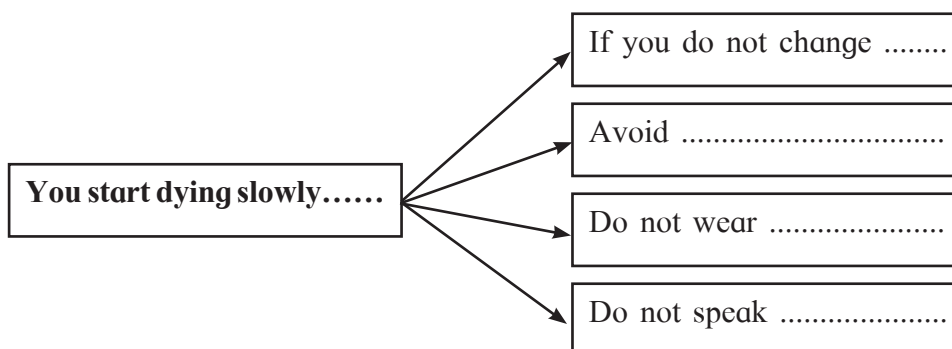 If you do not change ........
Avoid ...................................
You start dying slowly......
Do not wear .......................
Do not speak ......................